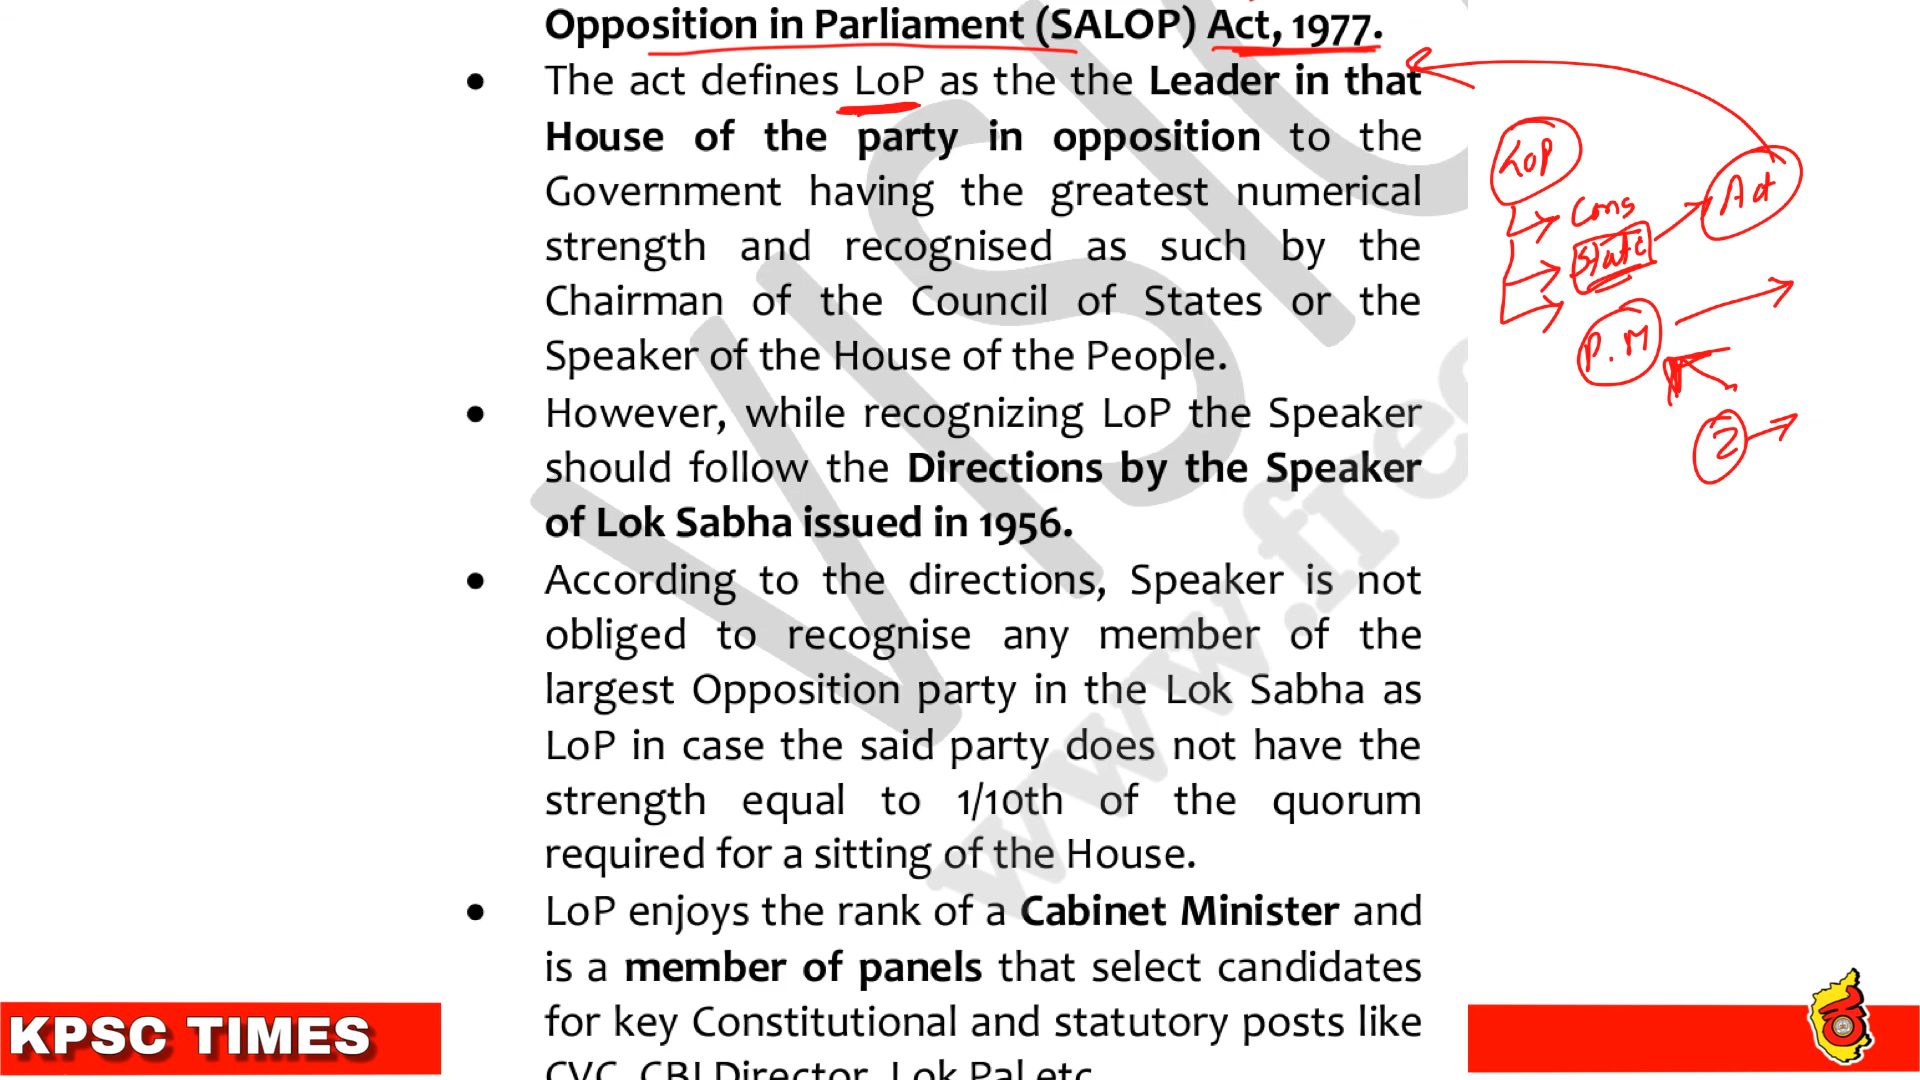 Opposition in Parliament (SALOP) Act, 1977.
• The act defines LoP as the the Leader in that
House of the party in opposition to the
Government having the greatest numerical
strength and recognised as such by the
Chairman of the Council of States or the
Speaker of the House of the People.
• However, while recognizing LoP the Speaker
should follow the Directions by the Speaker
of Lok Sabha issued in 1956.
• According to the directions, Speaker is not
obliged to recognise any member of the
largest Opposition party in the Lok Sabha as
LoP in case the said party does not have the
strength equal to 1/10th of the quorum
required for a sitting of the House.
• LoP enjoys the rank of a Cabinet Minister and
is a member of panels that select candidates
for key Constitutional and statutory posts like
CVC, CBI Director, Lok Pal etc
LoP
Act
Cons
State
P.M
2
KPSC TIMES